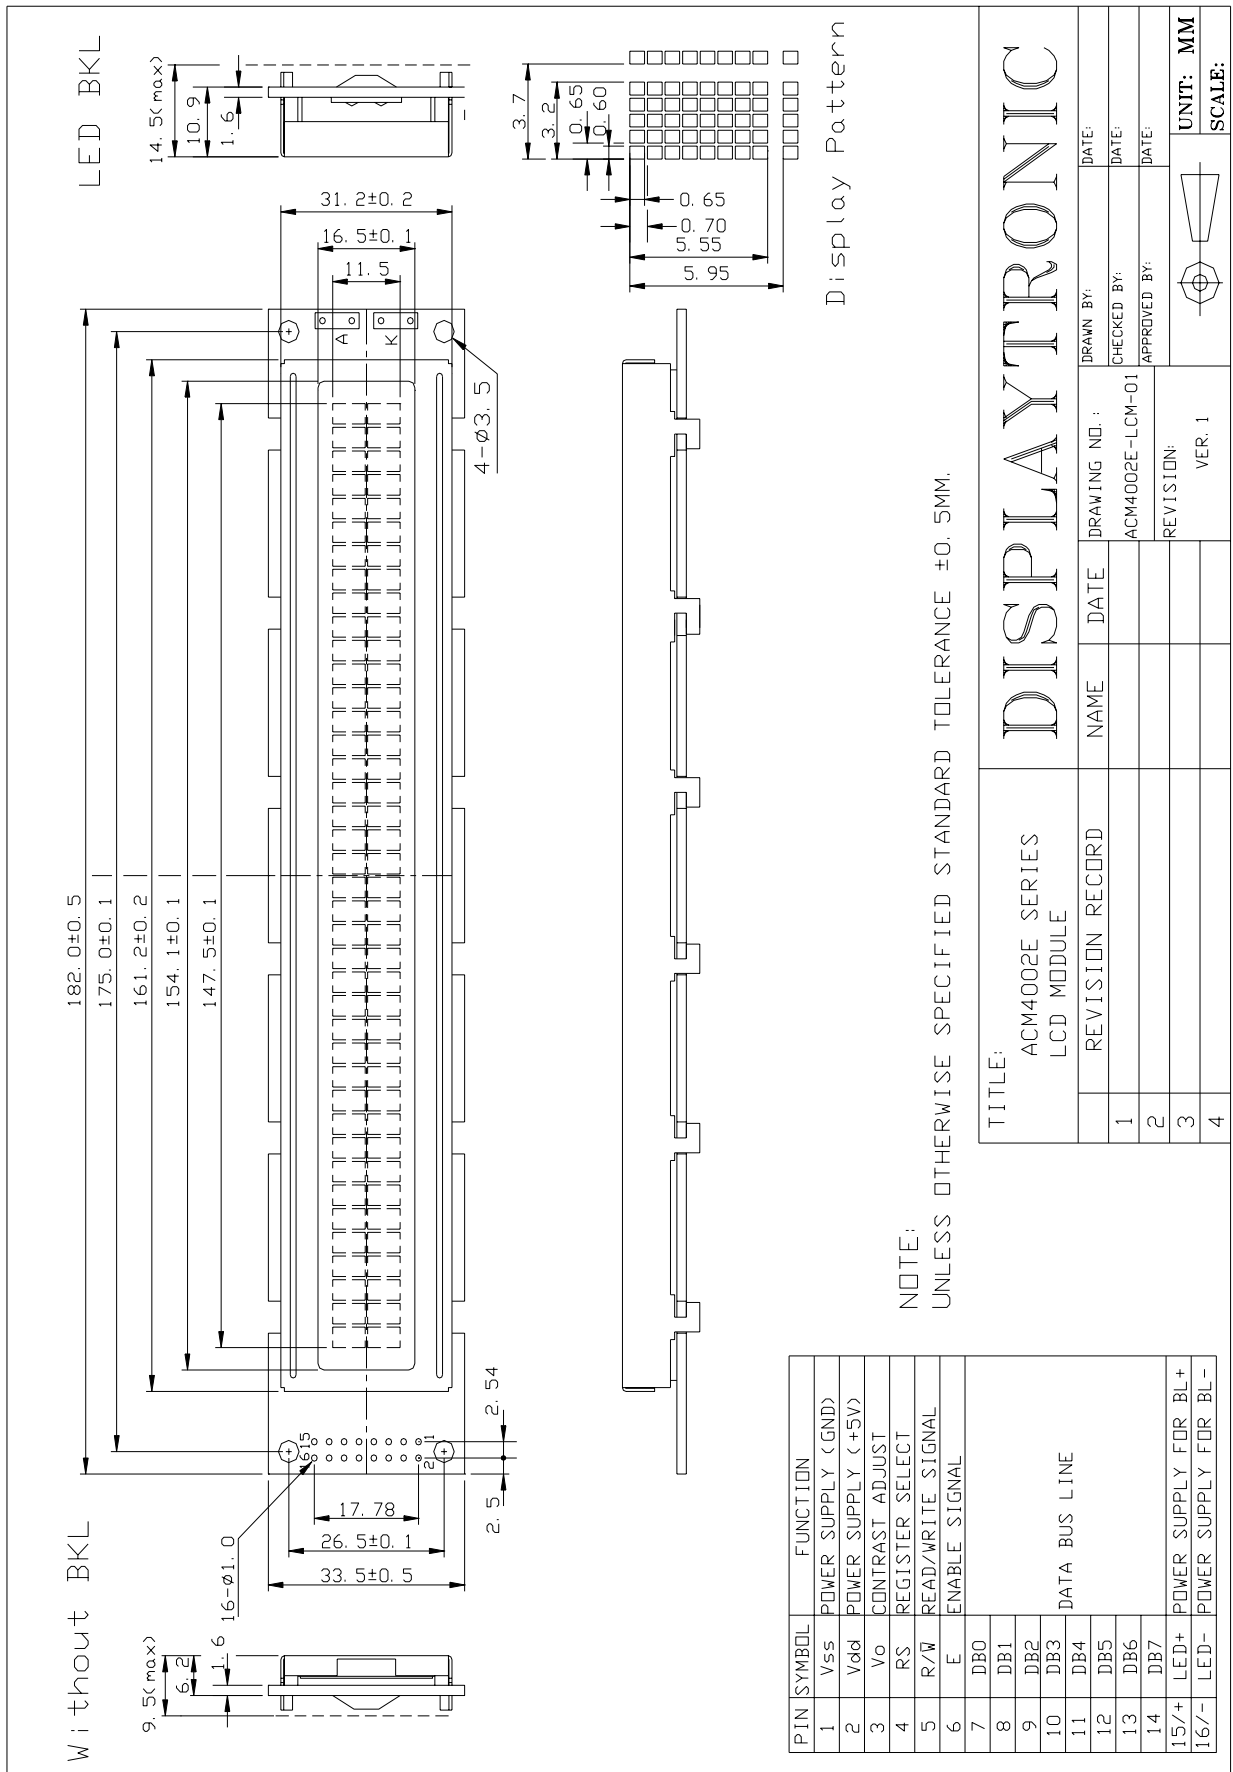 Without BKL
9.5(max)
6.2
1.6
182.0±0.5
175.0±0.1
161.2±0.2
154.1±0.1
147.5±0.1
LED BKL
14.5(max)
10.9
1.6
16-ø1.0
16 15
2 1
17.78
26.5±0.1
33.5±0.5
2.5
2.54
31.2±0.2
16.5±0.1
11.5
A
K
4-ø3.5
3.7
3.2
0.65
0.60
0.65
0.70
5.55
5.95
Display Pattern
NOTE:
UNLESS OTHERWISE SPECIFIED STANDARD TOLERANCE ±0.5MM.
PIN SYMBOL FUNCTION
1 Vss POWER SUPPLY (GND)
2 Vdd POWER SUPPLY (+5V)
3 Vo CONTRAST ADJUST
4 RS REGISTER SELECT
5 R/W̅ READ/WRITE SIGNAL
6 E ENABLE SIGNAL
7 DB0
8 DB1
9 DB2
10 DB3 DATA BUS LINE
11 DB4
12 DB5
13 DB6
14 DB7
15/+ LED+ POWER SUPPLY FOR BL+
16/- LED- POWER SUPPLY FOR BL-
TITLE:
ACM4002E SERIES
LCD MODULE
DISPLAYTRONIC
REVISION RECORD NAME DATE
1
2
3
4
DRAWING NO.:
ACM4002E-LCM-01
REVISION:
VER.1
DRAWN BY: DATE:
CHECKED BY: DATE:
APPROVED BY: DATE:
UNIT: MM
SCALE: